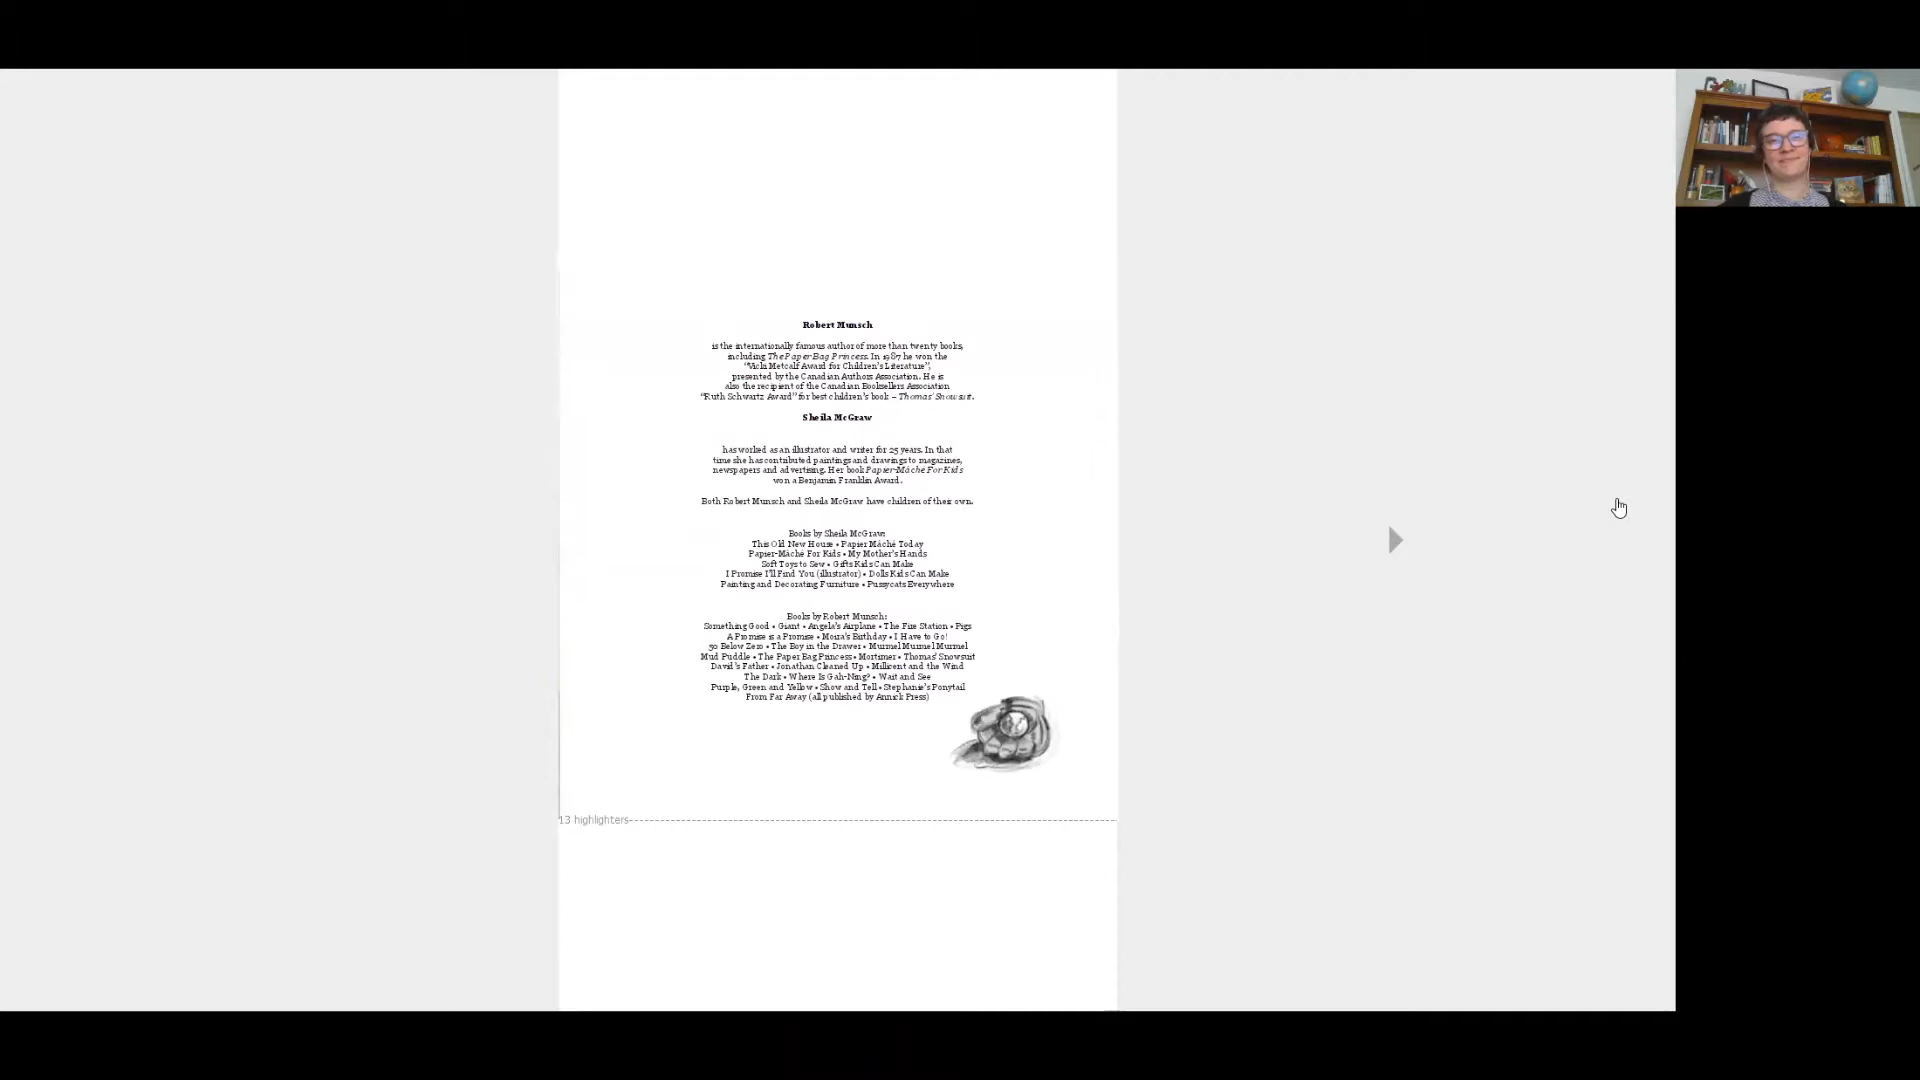 Robert Munsch
is the internationally famous author of more than twenty books,
including The Paper Bag Princess. In 1987 he won the
“Vicki Metcalf Award for Children's Literature”,
presented by the Canadian Authors Association. He is
also the recipient of the Canadian Booksellers Association
“Ruth Schwartz Award” for best children's book – Thomas' Snowsuit.
Sheila McGraw
has worked as an illustrator and writer for 25 years. In that
time she has contributed paintings and drawings to magazines,
newspapers and advertising. Her book Papier-Mâché For Kids
won a Benjamin Franklin Award.
Both Robert Munsch and Sheila McGraw have children of their own.
Books by Sheila McGraw:
This Old New House • Papier Mâché Today
Papier-Mâché For Kids • My Mother's Hands
Soft Toys to Sew • Gifts Kids Can Make
I Promise I'll Find You (illustrator) • Dolls Kids Can Make
Painting and Decorating Furniture • Pussycats Everywhere
Books by Robert Munsch:
Something Good • Giant • Angela's Airplane • The Fire Station • Pigs
A Promise is a Promise • Moira's Birthday • I Have to Go!
50 Below Zero • The Boy in the Drawer • Murmel Murmel Murmel
Mud Puddle • The Paper Bag Princess • Mortimer • Thomas' Snowsuit
David's Father • Jonathan Cleaned Up • Millicent and the Wind
The Dark • Where Is Gah-Ning? • Wait and See
Purple, Green and Yellow • Show and Tell • Stephanie's Ponytail
From Far Away (all published by Annick Press)
13 highlighters